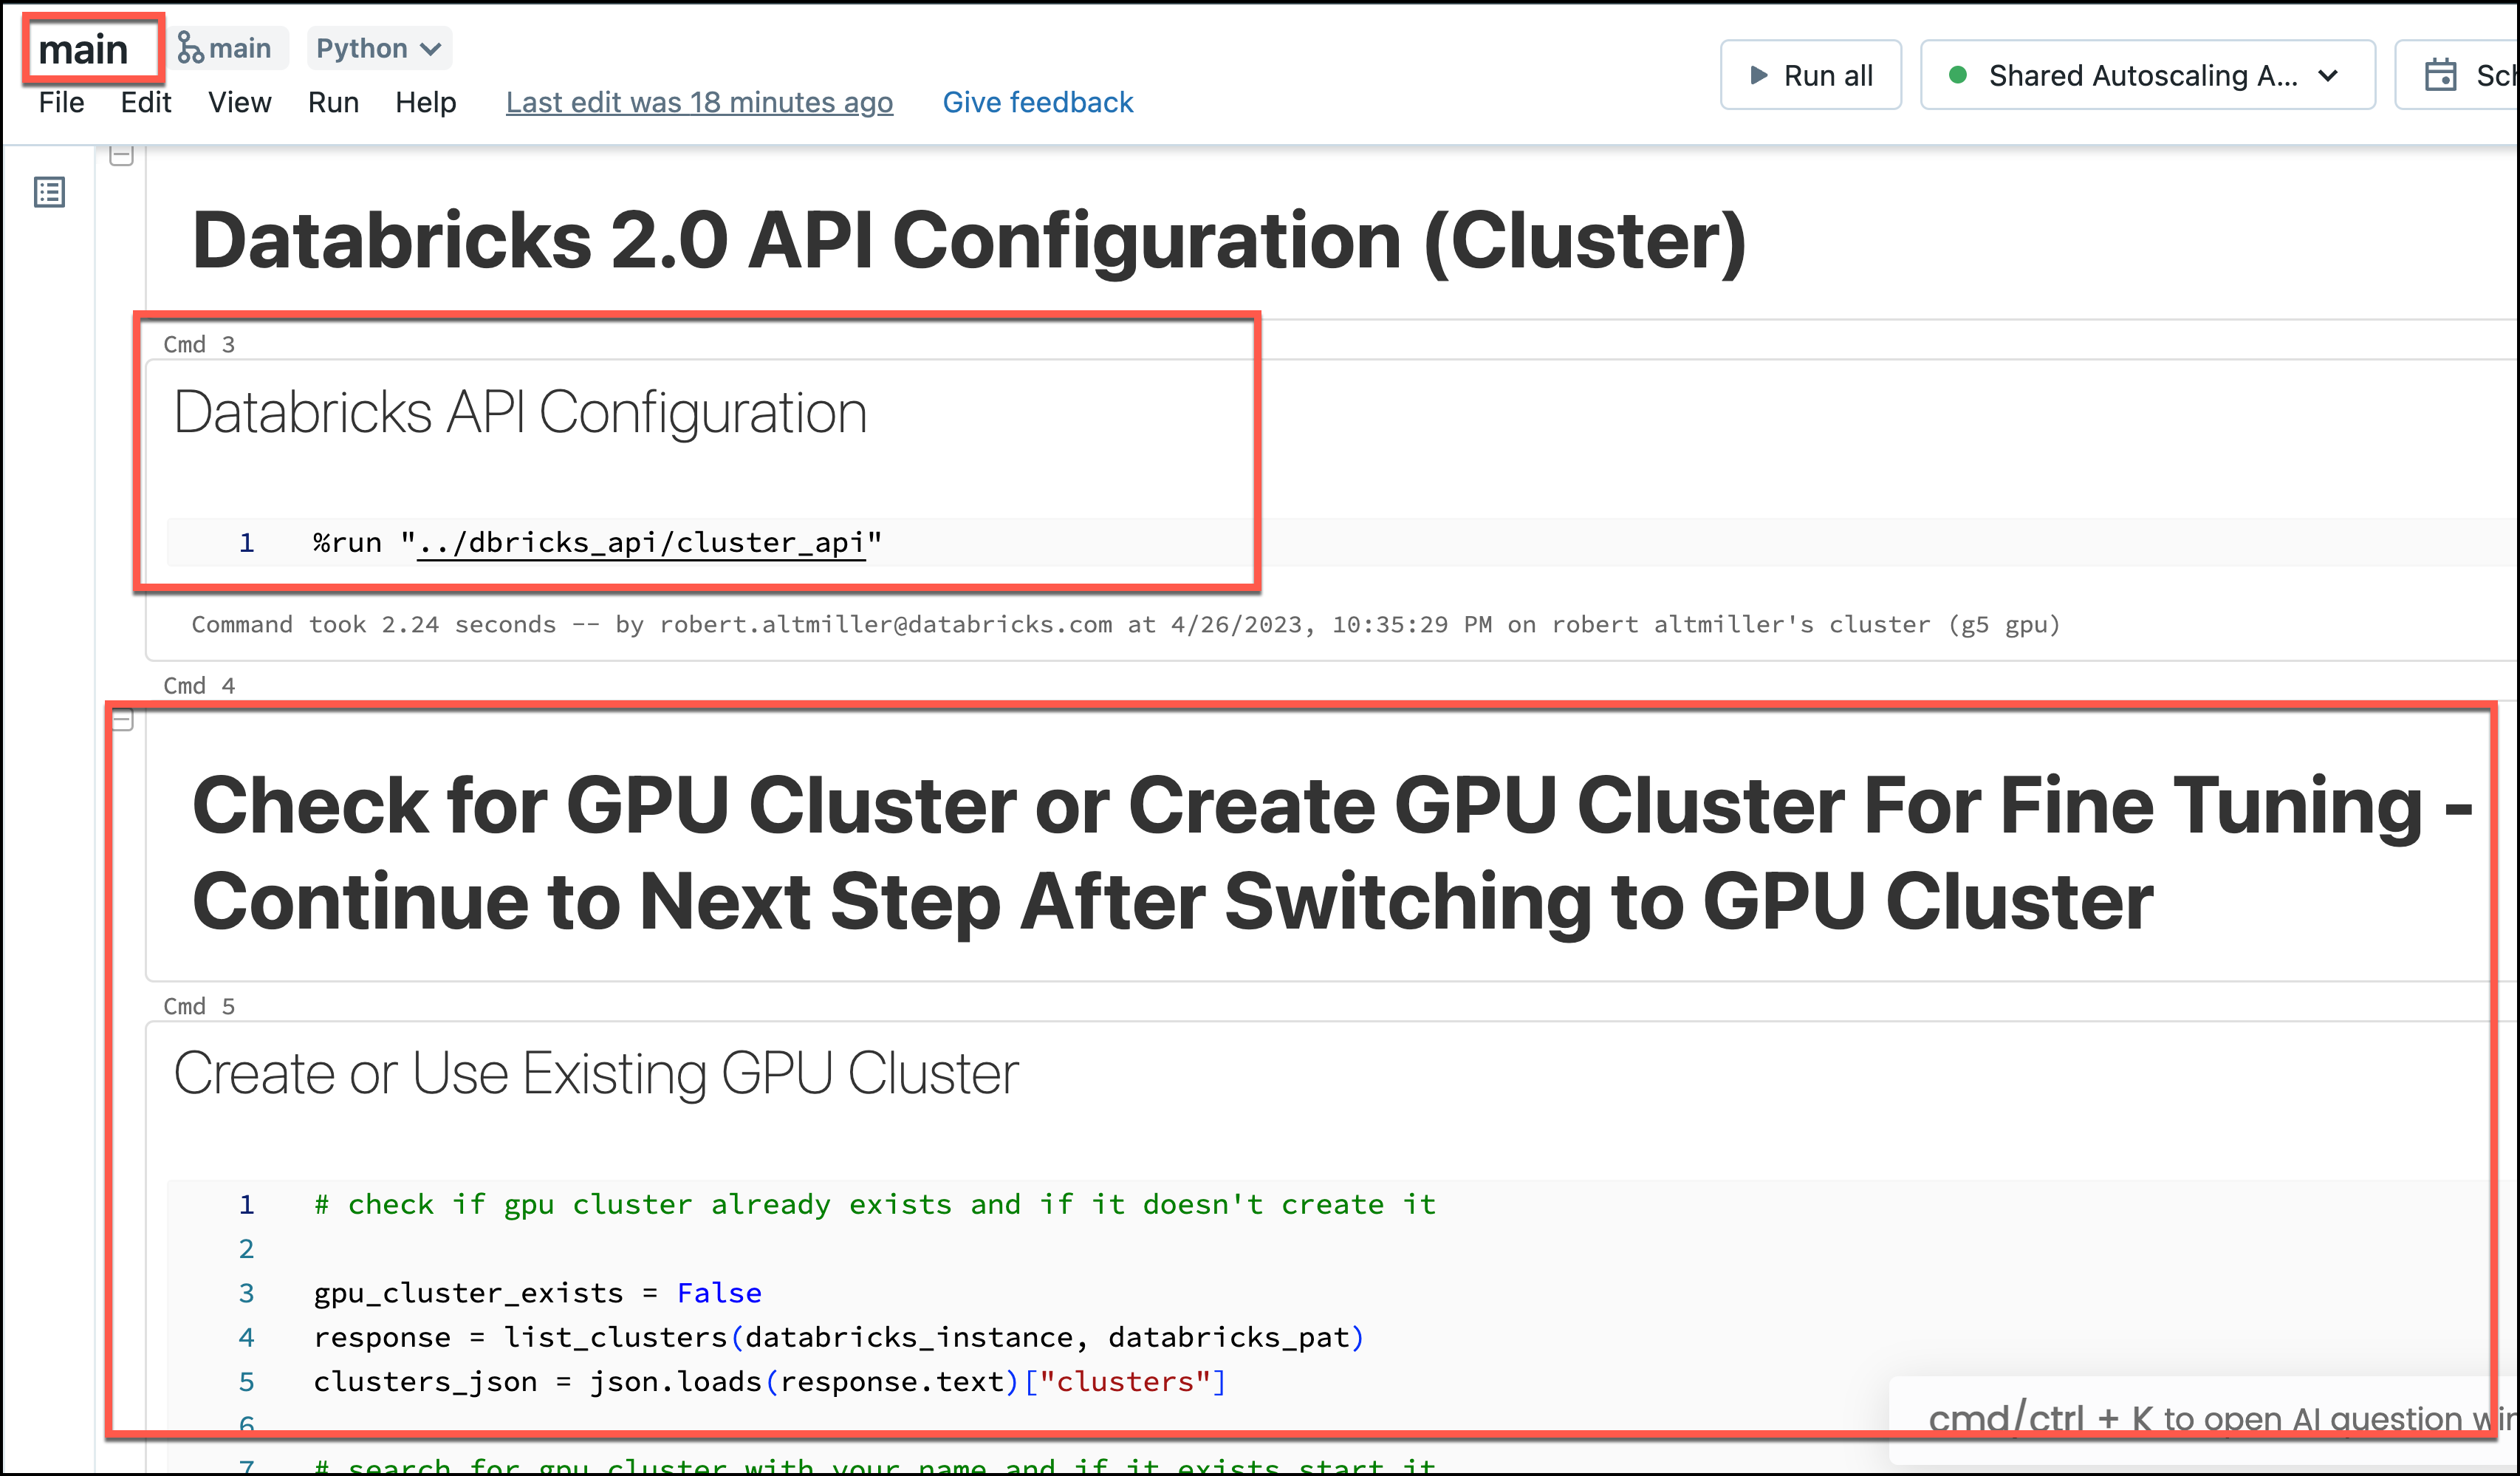 main main Python
Run all Shared Autoscaling A... Sch
File Edit View Run Help Last edit was 18 minutes ago Give feedback
Databricks 2.0 API Configuration (Cluster)
Cmd 3
Databricks API Configuration
1 %run "../dbricks_api/cluster_api"
Command took 2.24 seconds -- by robert.altmiller@databricks.com at 4/26/2023, 10:35:29 PM on robert altmiller's cluster (g5 gpu)
Cmd 4
Check for GPU Cluster or Create GPU Cluster For Fine Tuning -
Continue to Next Step After Switching to GPU Cluster
Cmd 5
Create or Use Existing GPU Cluster
1 # check if gpu cluster already exists and if it doesn't create it
2
3 gpu_cluster_exists = False
4 response = list_clusters(databricks_instance, databricks_pat)
5 clusters_json = json.loads(response.text)["clusters"]
6
cmd/ctrl + K to open AI question win
7 # search for gpu cluster with your name and if it exists start it